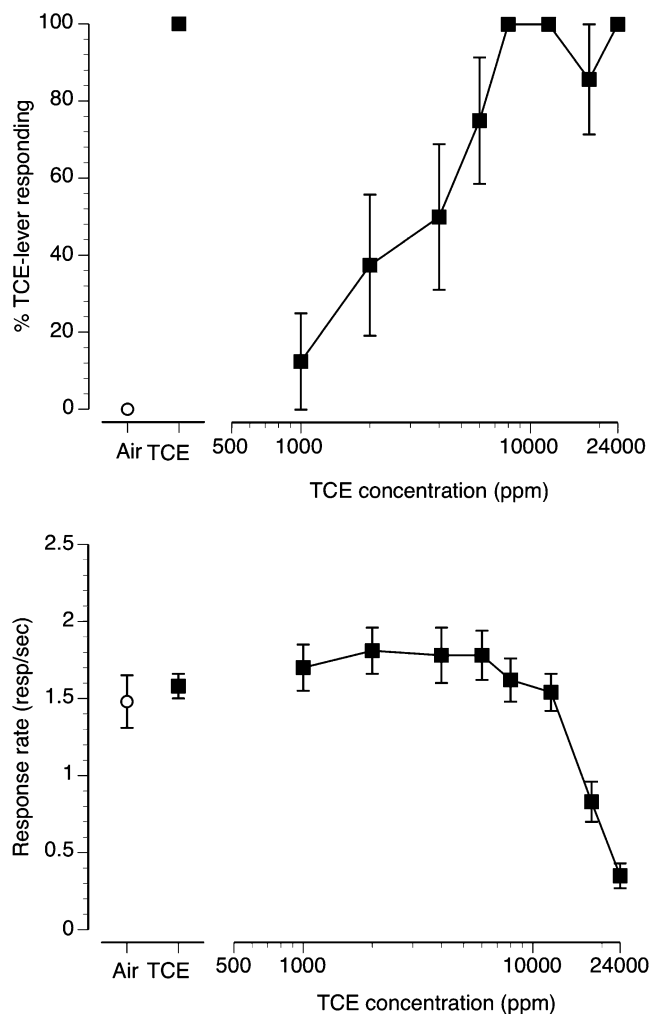 100
80
60
40
20
0
% TCE-lever responding
Air TCE 500 1000 10000 24000
TCE concentration (ppm)
2.5
2
1.5
1
0.5
0
Response rate (resp/sec)
Air TCE 500 1000 10000 24000
TCE concentration (ppm)